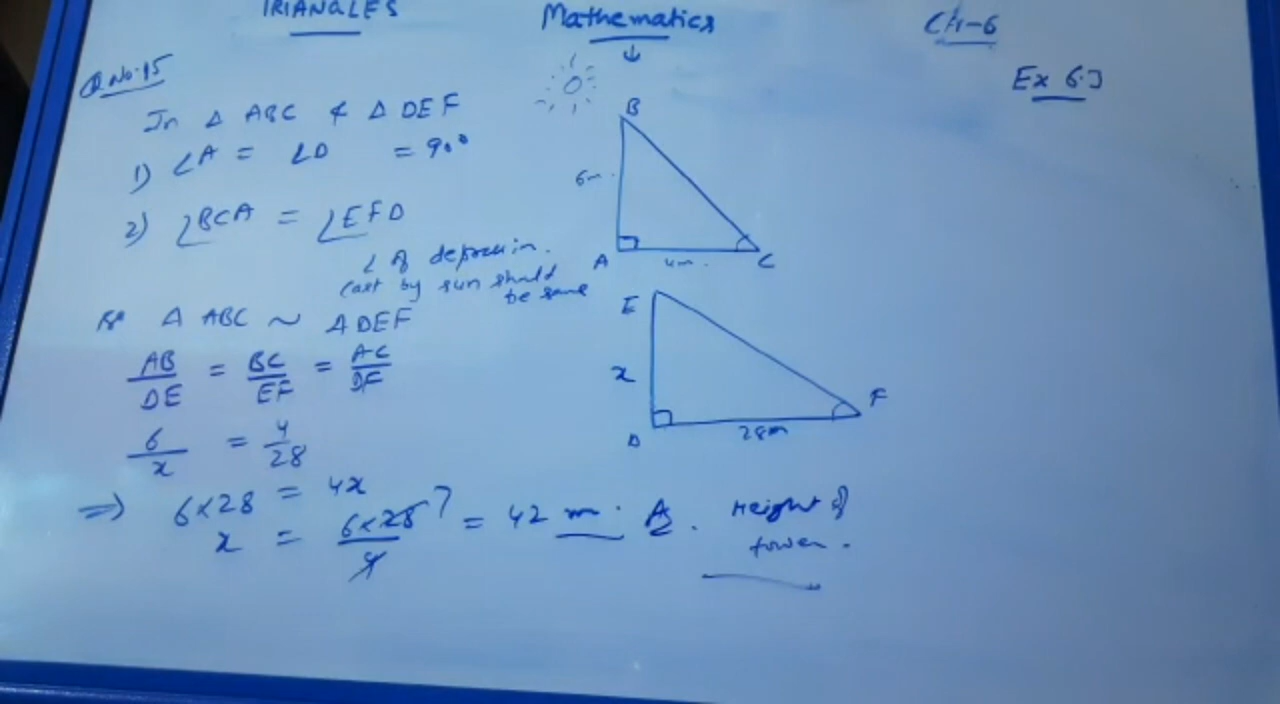 TRIANGLES
Mathematics
Ch-6
Ex 6.3
Q No.15
In Δ ABC & Δ DEF
1) ∠A = ∠D = 90°
2) ∠BCA = ∠EFD
∠ of depression.
cast by sun should
be same
Δ ABC ~ Δ DEF
AB/DE = BC/EF = AC/DF
6/x = 4/28
⇒ 6×28 = 4x
x = 6×28 7/4 = 42 m.
Height of
tower.
B
6m.
A
4m.
C
E
x
D
28m
F